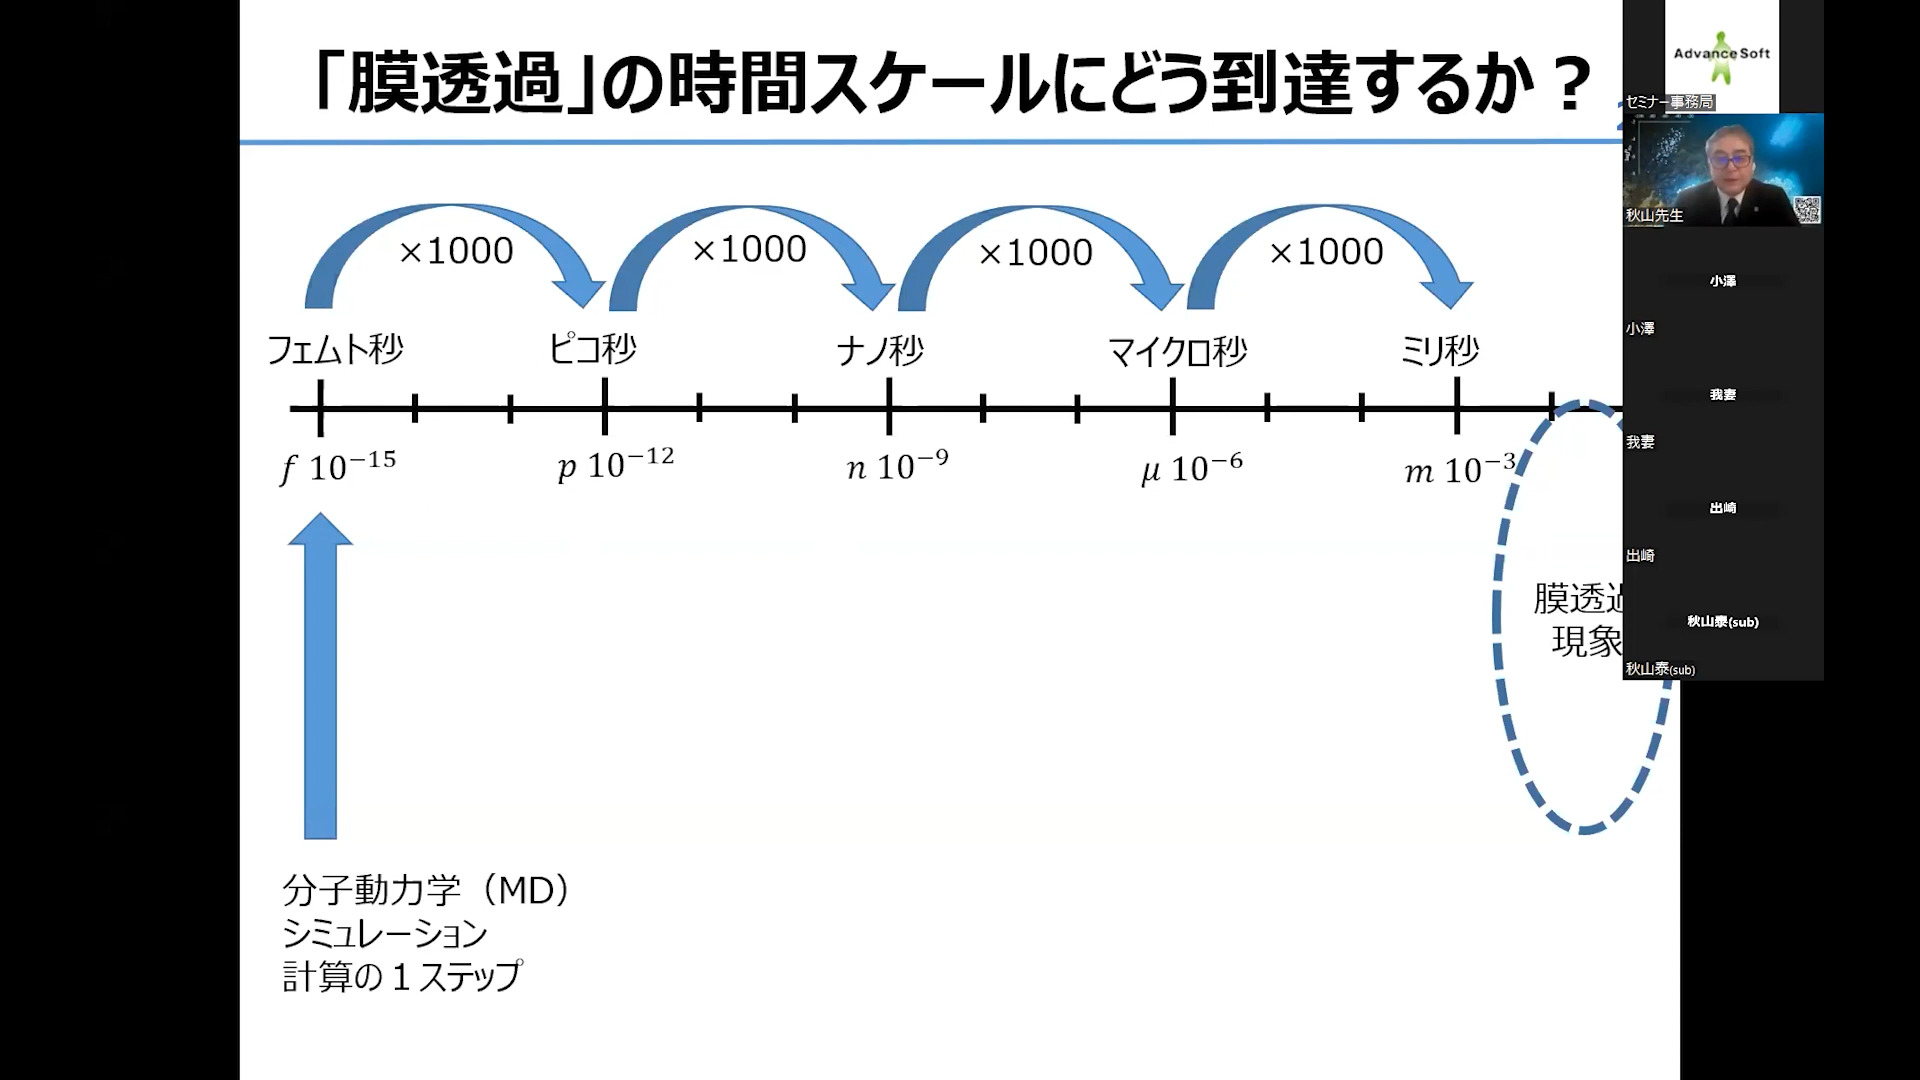 「膜透過」の時間スケールにどう到達するか？
×1000
×1000
×1000
×1000
フェムト秒
ピコ秒
ナノ秒
マイクロ秒
ミリ秒
f 10⁻¹⁵
p 10⁻¹²
n 10⁻⁹
μ 10⁻⁶
m 10⁻³
膜透過
現象
分子動力学（MD）
シミュレーション
計算の１ステップ
AdvanceSoft
セミナー事務局
秋山先生
小澤
小澤
我妻
我妻
出崎
出崎
秋山泰(sub)
秋山泰(sub)